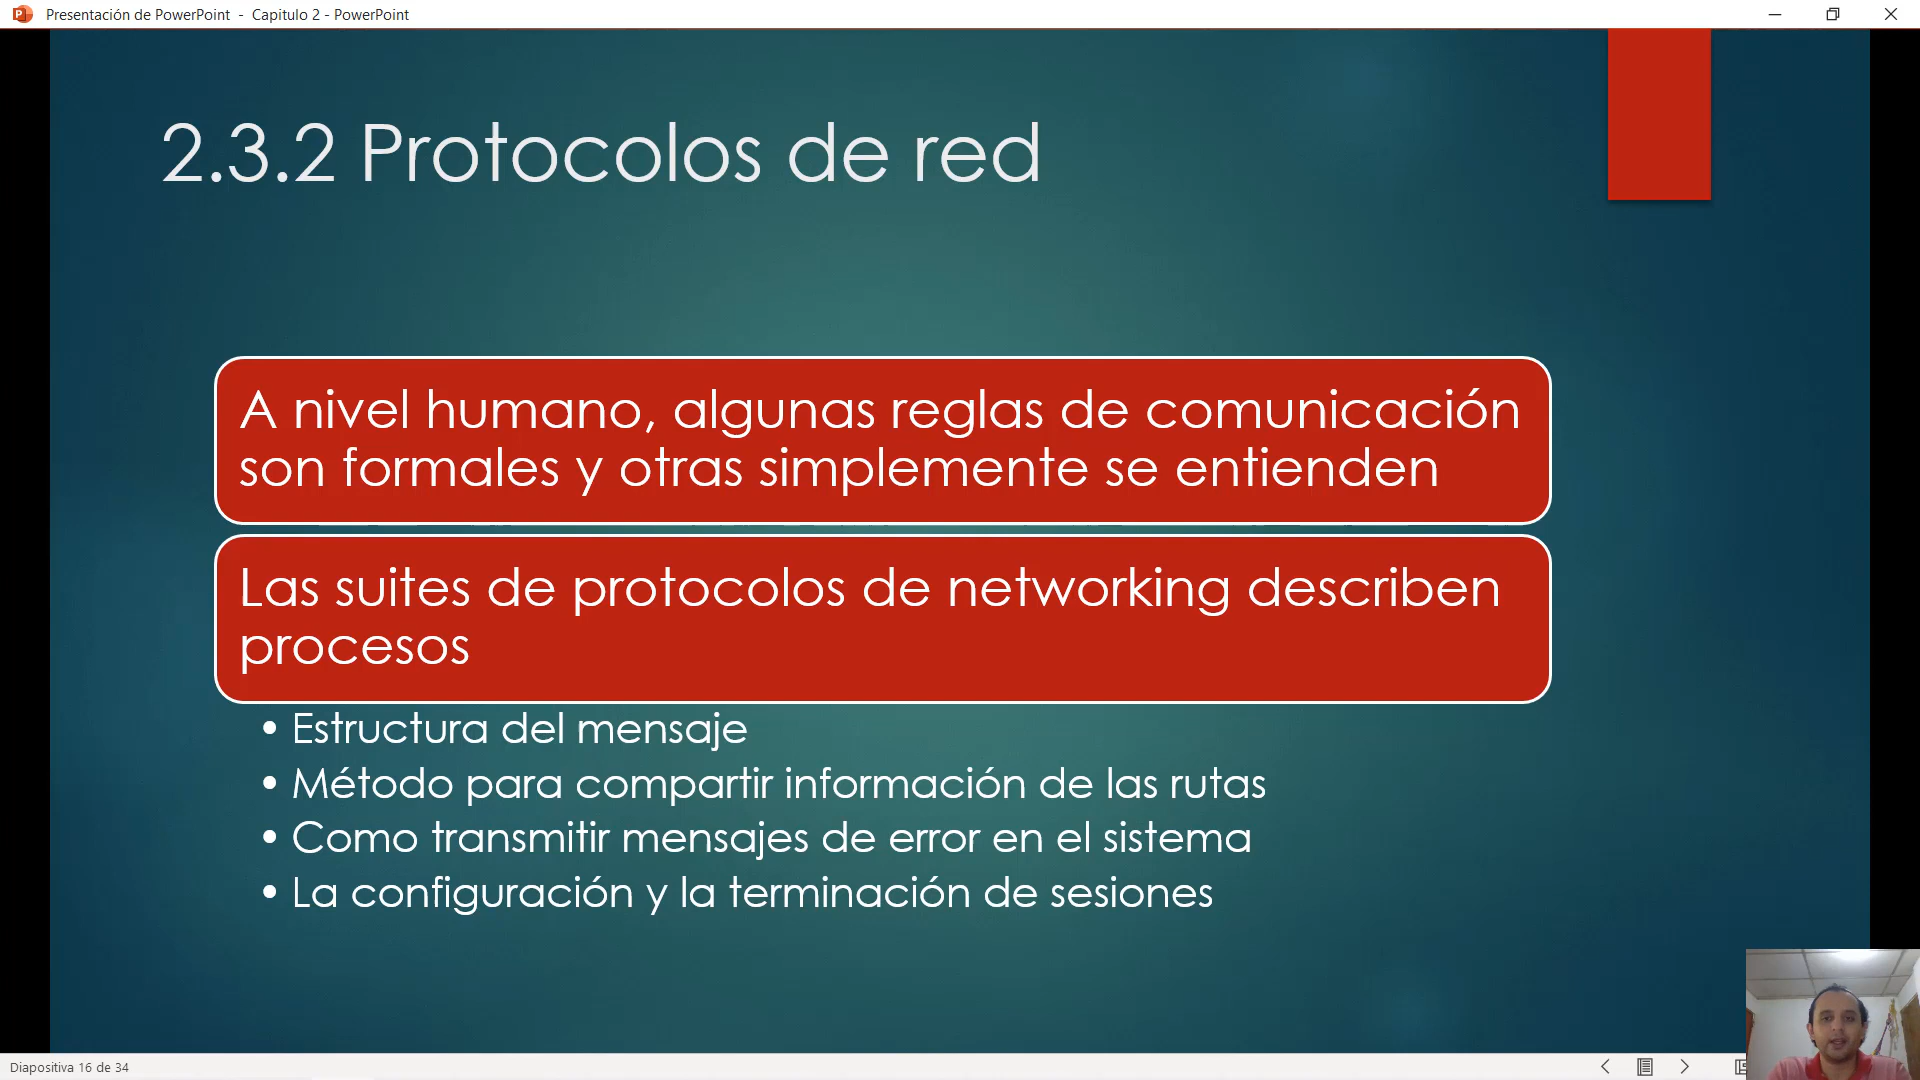 Presentación de PowerPoint - Capitulo 2 - PowerPoint
2.3.2 Protocolos de red
A nivel humano, algunas reglas de comunicación
son formales y otras simplemente se entienden
Las suites de protocolos de networking describen
procesos
• Estructura del mensaje
• Método para compartir información de las rutas
• Como transmitir mensajes de error en el sistema
• La configuración y la terminación de sesiones
Diapositiva 16 de 34